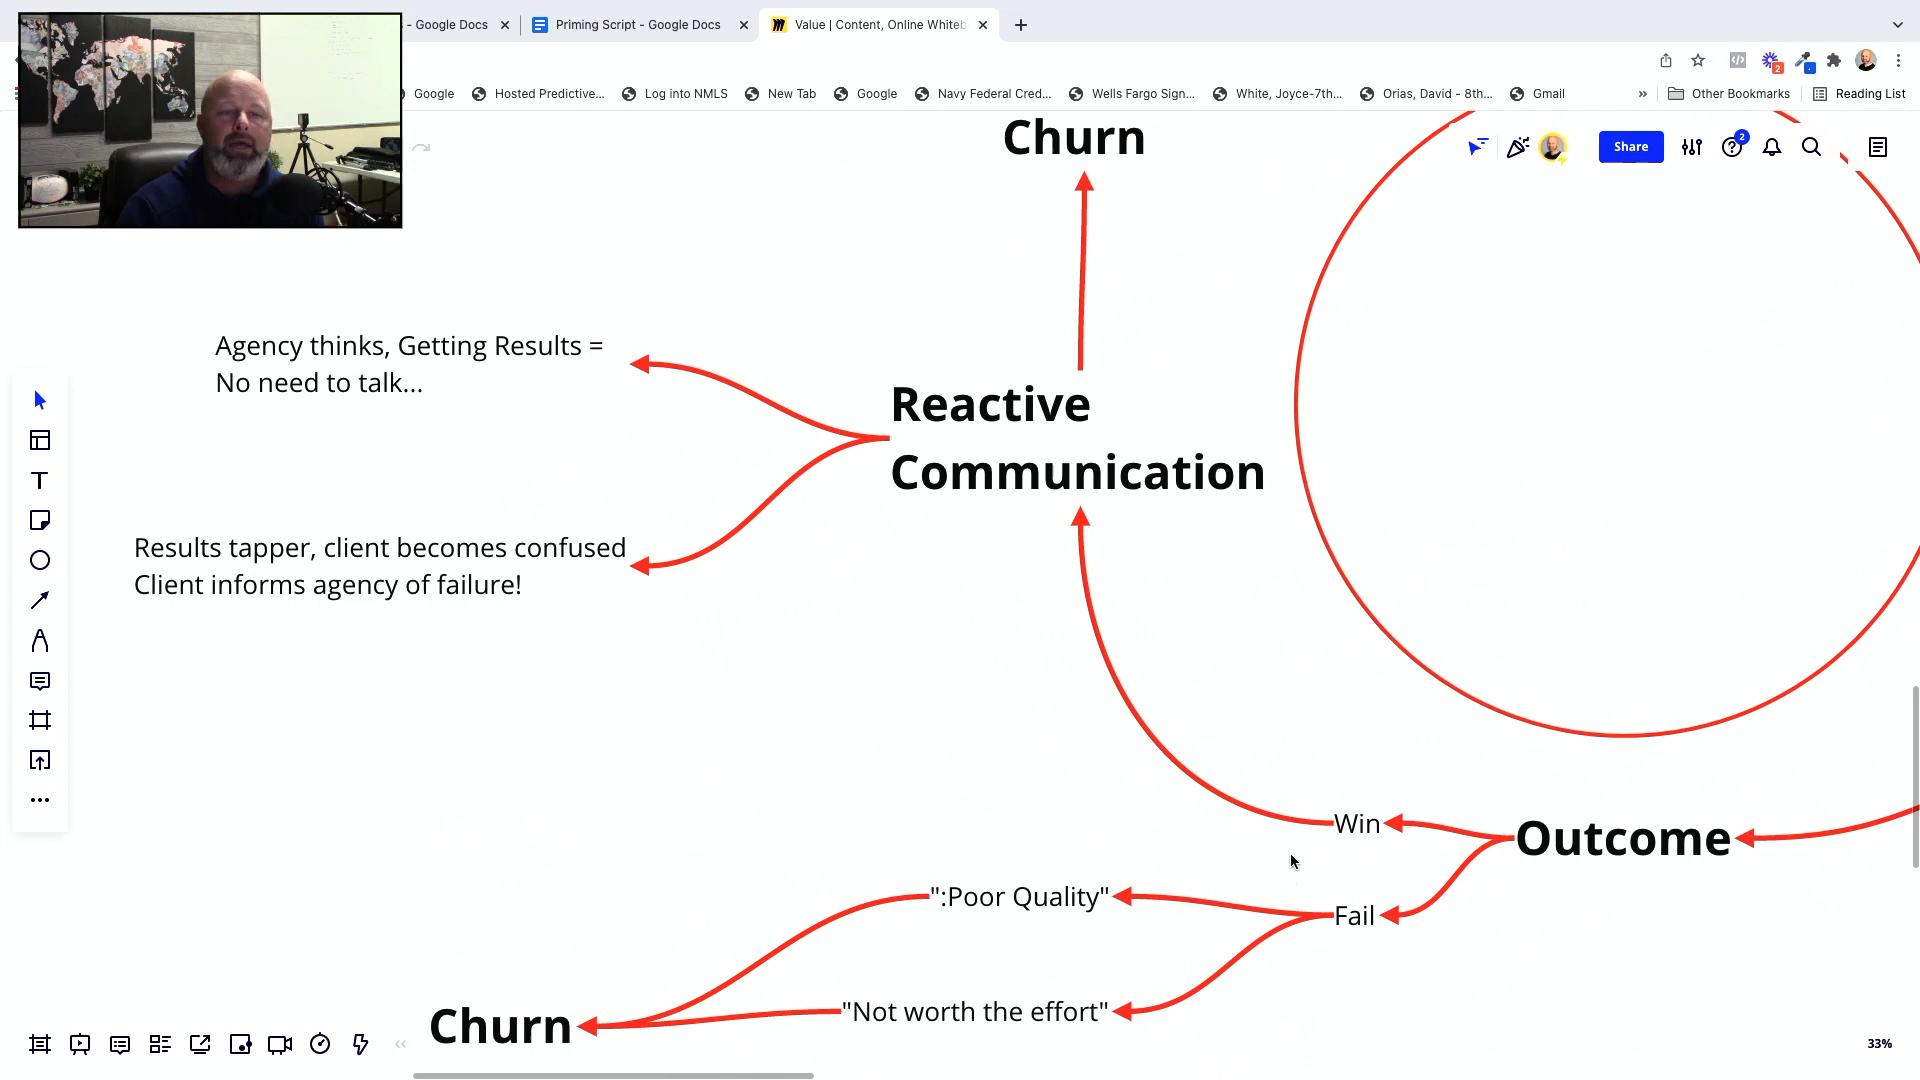 - Google Docs
Priming Script - Google Docs
Value | Content, Online Whiteb
Google
Hosted Predictive...
Log into NMLS
New Tab
Google
Navy Federal Cred...
Wells Fargo Sign...
White, Joyce-7th...
Orias, David - 8th...
Gmail
»
Other Bookmarks
Reading List
2
Churn
Share
2
Agency thinks, Getting Results =
No need to talk...
Reactive
Communication
Results tapper, client becomes confused
Client informs agency of failure!
Win
Outcome
":Poor Quality"
Fail
"Not worth the effort"
Churn
33%